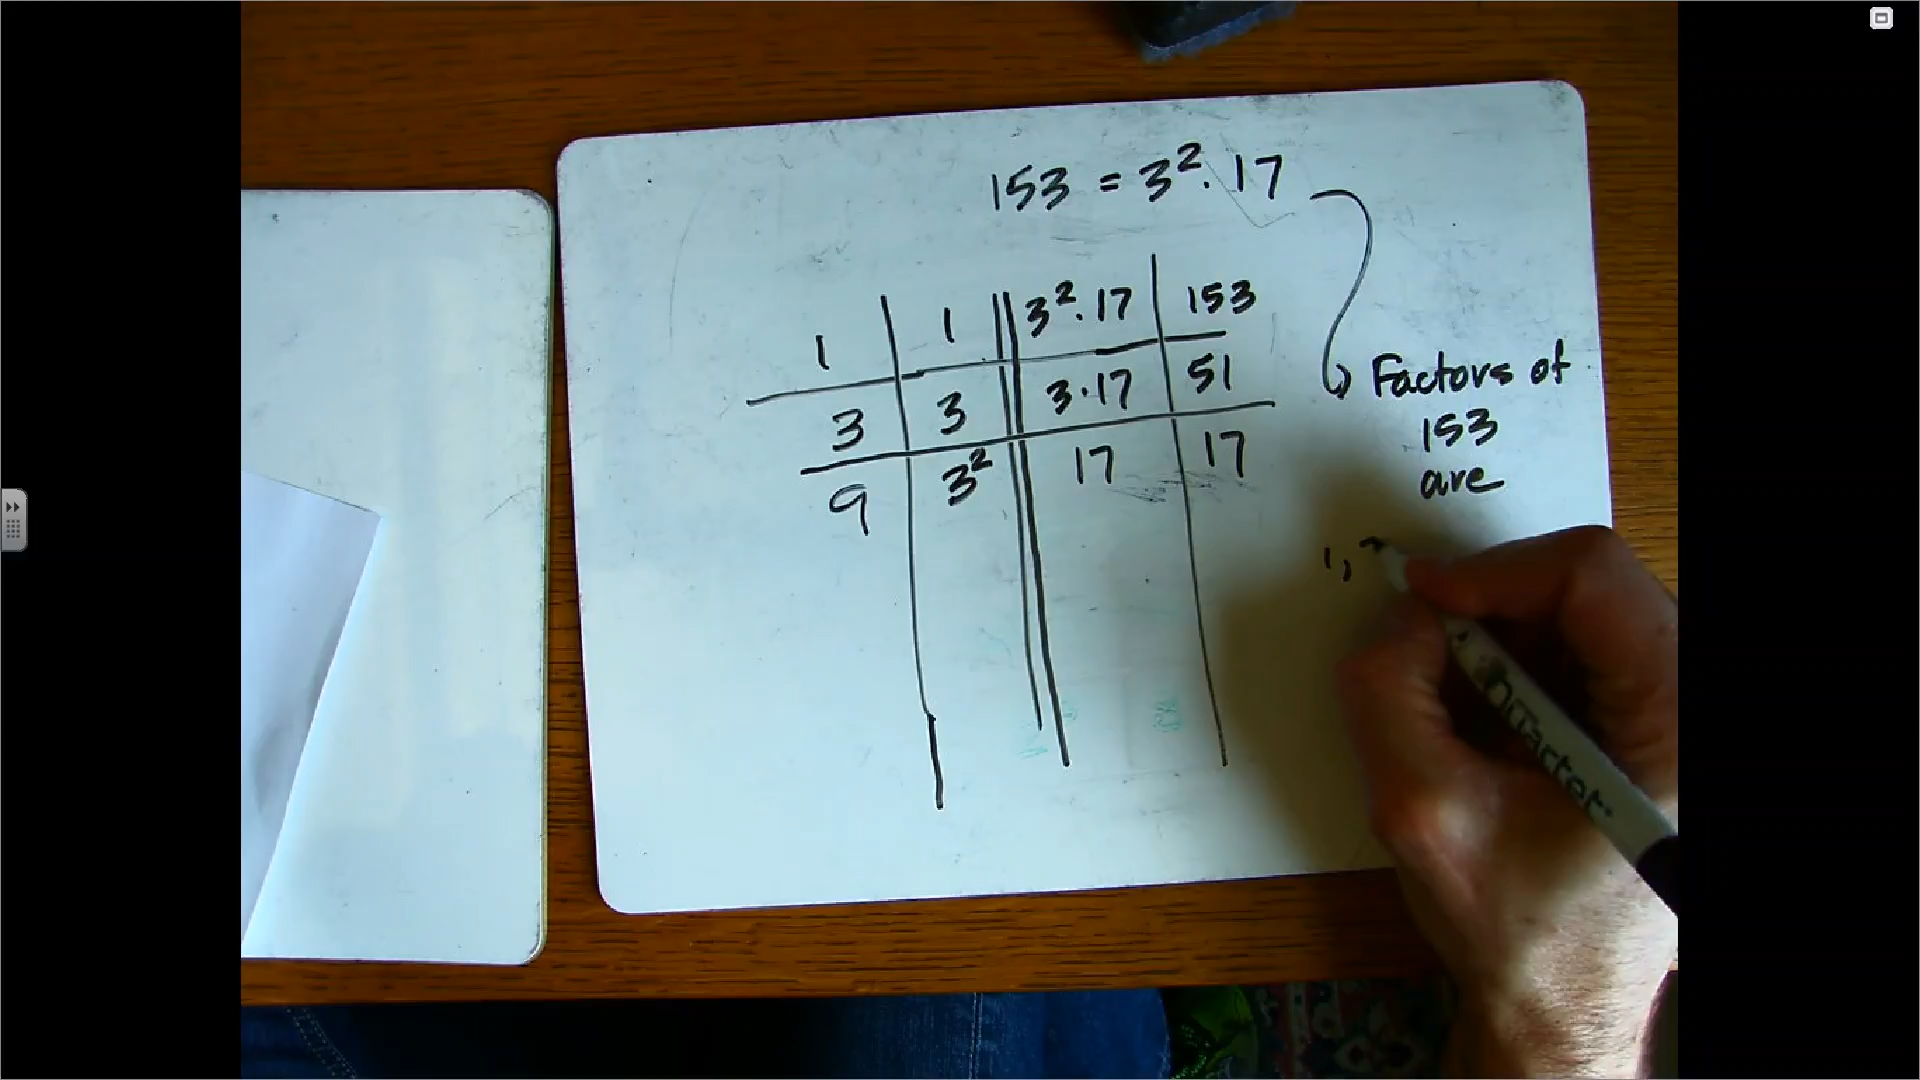 153 = 3². 17
1 1 3². 17 153
3 3 3·17 51
9 3² 17 17
Factors of
153
are
1,